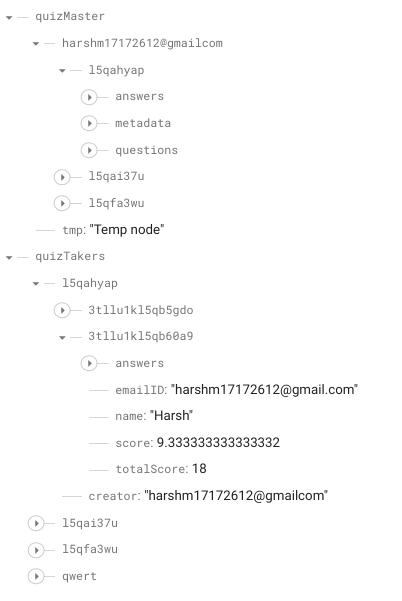 quizMaster
harshm17172612@gmailcom
l5qahyap
answers
metadata
questions
l5qai37u
l5qfa3wu
tmp: "Temp node"
quizTakers
l5qahyap
3tllu1kl5qb5gdo
3tllu1kl5qb60a9
answers
emailID: "harshm17172612@gmail.com"
name: "Harsh"
score: 9.333333333333332
totalScore: 18
creator: "harshm17172612@gmailcom"
l5qai37u
l5qfa3wu
qwert